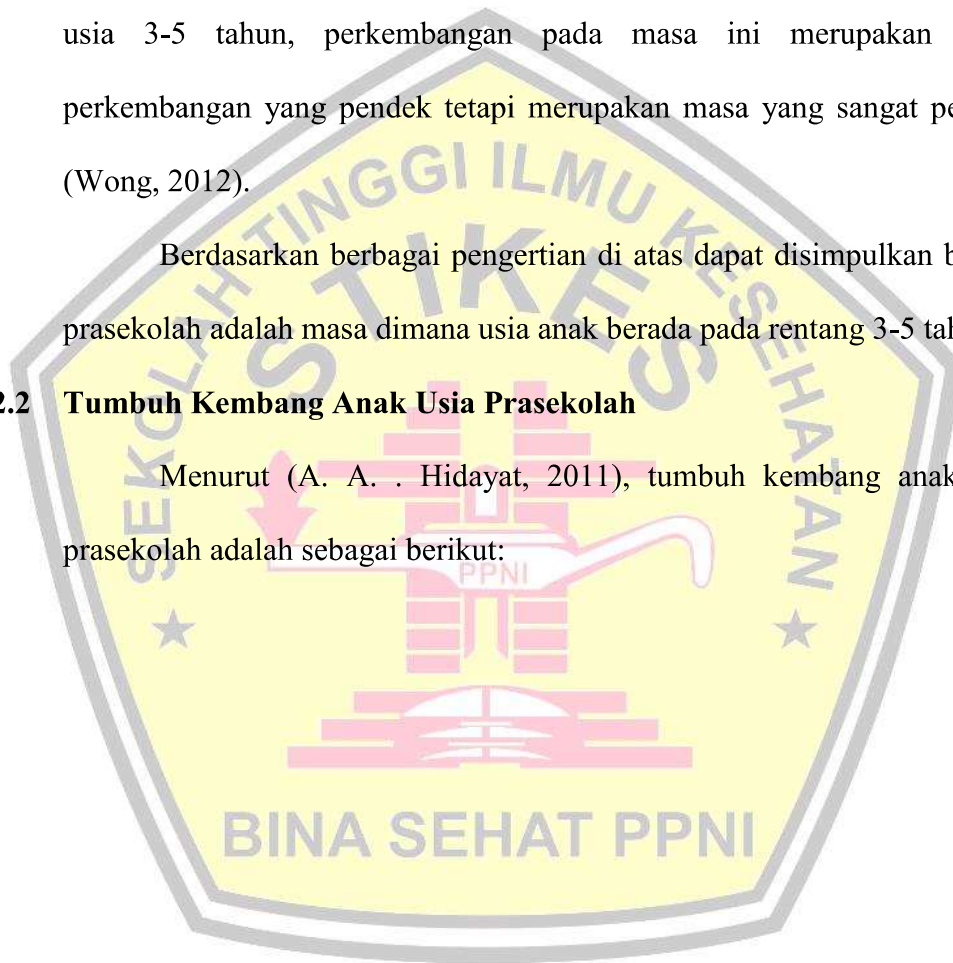 usia 3-5 tahun, perkembangan pada masa ini merupakan
perkembangan yang pendek tetapi merupakan masa yang sangat
(Wong, 2012).
Berdasarkan berbagai pengertian di atas dapat disimpulkan
prasekolah adalah masa dimana usia anak berada pada rentang 3-5
2.2 Tumbuh Kembang Anak Usia Prasekolah
Menurut (A. A. . Hidayat, 2011), tumbuh kembang anak
prasekolah adalah sebagai berikut:
SEKOLAH TINGGI ILMU KESEHATAN
STIKES
PPNI
BINA SEHAT PPNI